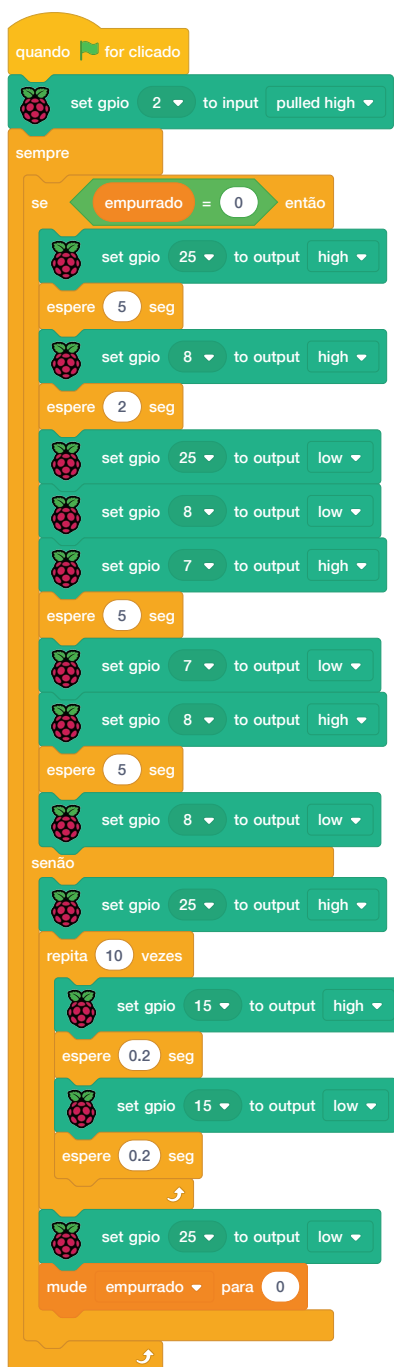 quando for clicado
set gpio 2 to input pulled high
sempre
se empurrado = 0 então
set gpio 25 to output high
espere 5 seg
set gpio 8 to output high
espere 2 seg
set gpio 25 to output low
set gpio 8 to output low
set gpio 7 to output high
espere 5 seg
set gpio 7 to output low
set gpio 8 to output high
espere 5 seg
set gpio 8 to output low
senão
set gpio 25 to output high
repita 10 vezes
set gpio 15 to output high
espere 0.2 seg
set gpio 15 to output low
espere 0.2 seg
set gpio 25 to output low
mude empurrado para 0